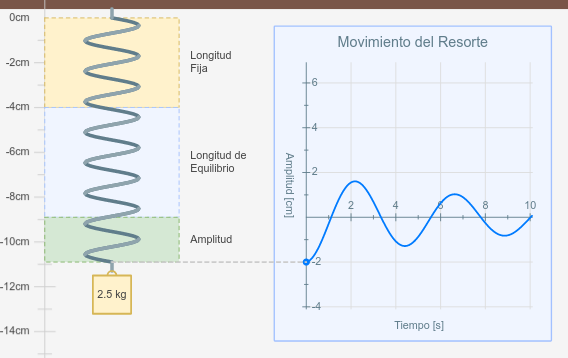 0cm
-2cm
-4cm
-6cm
-8cm
-10cm
-12cm
-14cm
Longitud
Fija
Longitud de
Equilibrio
Amplitud
2.5 kg
Movimiento del Resorte
Amplitud [cm]
6
4
2
-2
-4
2
4
6
8
10
Tiempo [s]